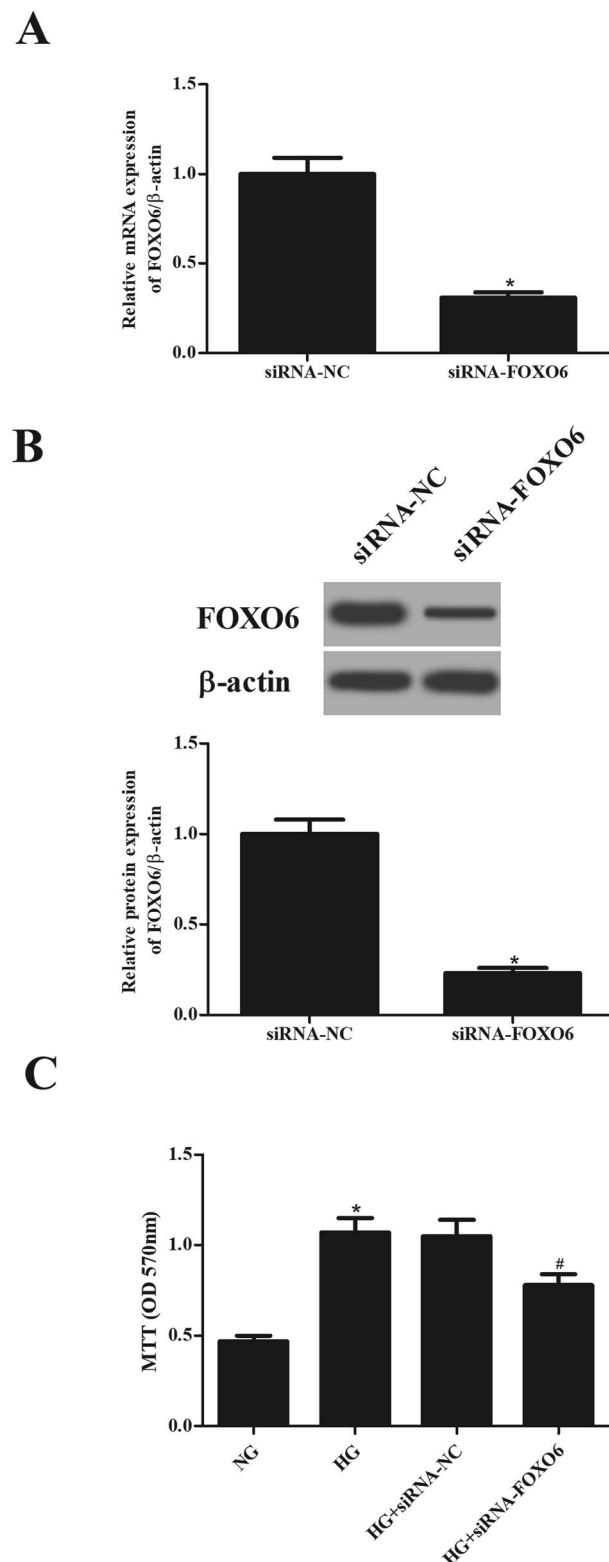 A
Relative mRNA expression
of FOXO6/β-actin
1.5
1.0
0.5
0.0
*
siRNA-NC
siRNA-FOXO6
B
siRNA-NC
siRNA-FOXO6
FOXO6
β-actin
Relative protein expression
of FOXO6/β-actin
1.5
1.0
0.5
0.0
*
siRNA-NC
siRNA-FOXO6
C
MTT (OD 570nm)
1.5
1.0
0.5
0.0
*
#
NG
HG
HG+siRNA-NC
HG+siRNA-FOXO6